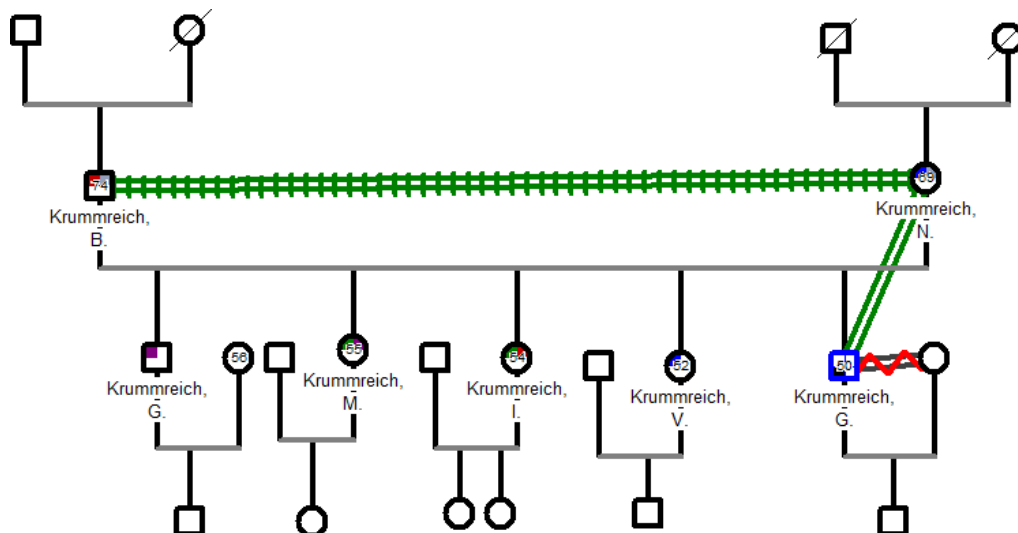 74
69
Krummreich,
B.
Krummreich,
N.
56
55
54
52
50
Krummreich,
G.
Krummreich,
M.
Krummreich,
I.
Krummreich,
V.
Krummreich,
G.